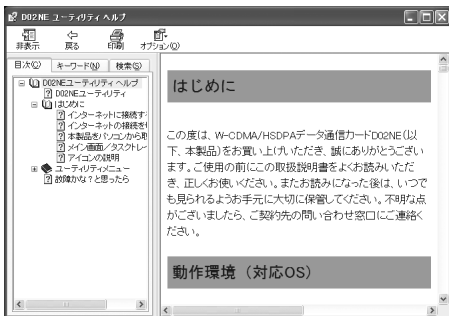 D02NE ユーティリティ ヘルプ
非表示 戻る 印刷 オプション(O)
目次(C) キーワード(N) 検索(S)
D02NEユーティリティ ヘルプ
D02NEユーティリティ
はじめに
インターネットに接続す
インターネットの接続を
本製品をパソコンから取
メイン画面/タスクトレ
アイコンの説明
ユーティリティメニュー
故障かな?と思ったら
はじめに
この度は、W-CDMA/HSDPAデータ通信カードD02NE(以
下、本製品)をお買い上げいただき、誠にありがとうござい
ます。ご使用の前にこの取扱説明書をよくお読みいただ
き、正しくお使いください。またお読みになった後は、いつで
も見られるようお手元に大切に保管してください。不明な点
がございましたら、ご契約先の問い合わせ窓口にご連絡く
ださい。
動作環境(対応OS)